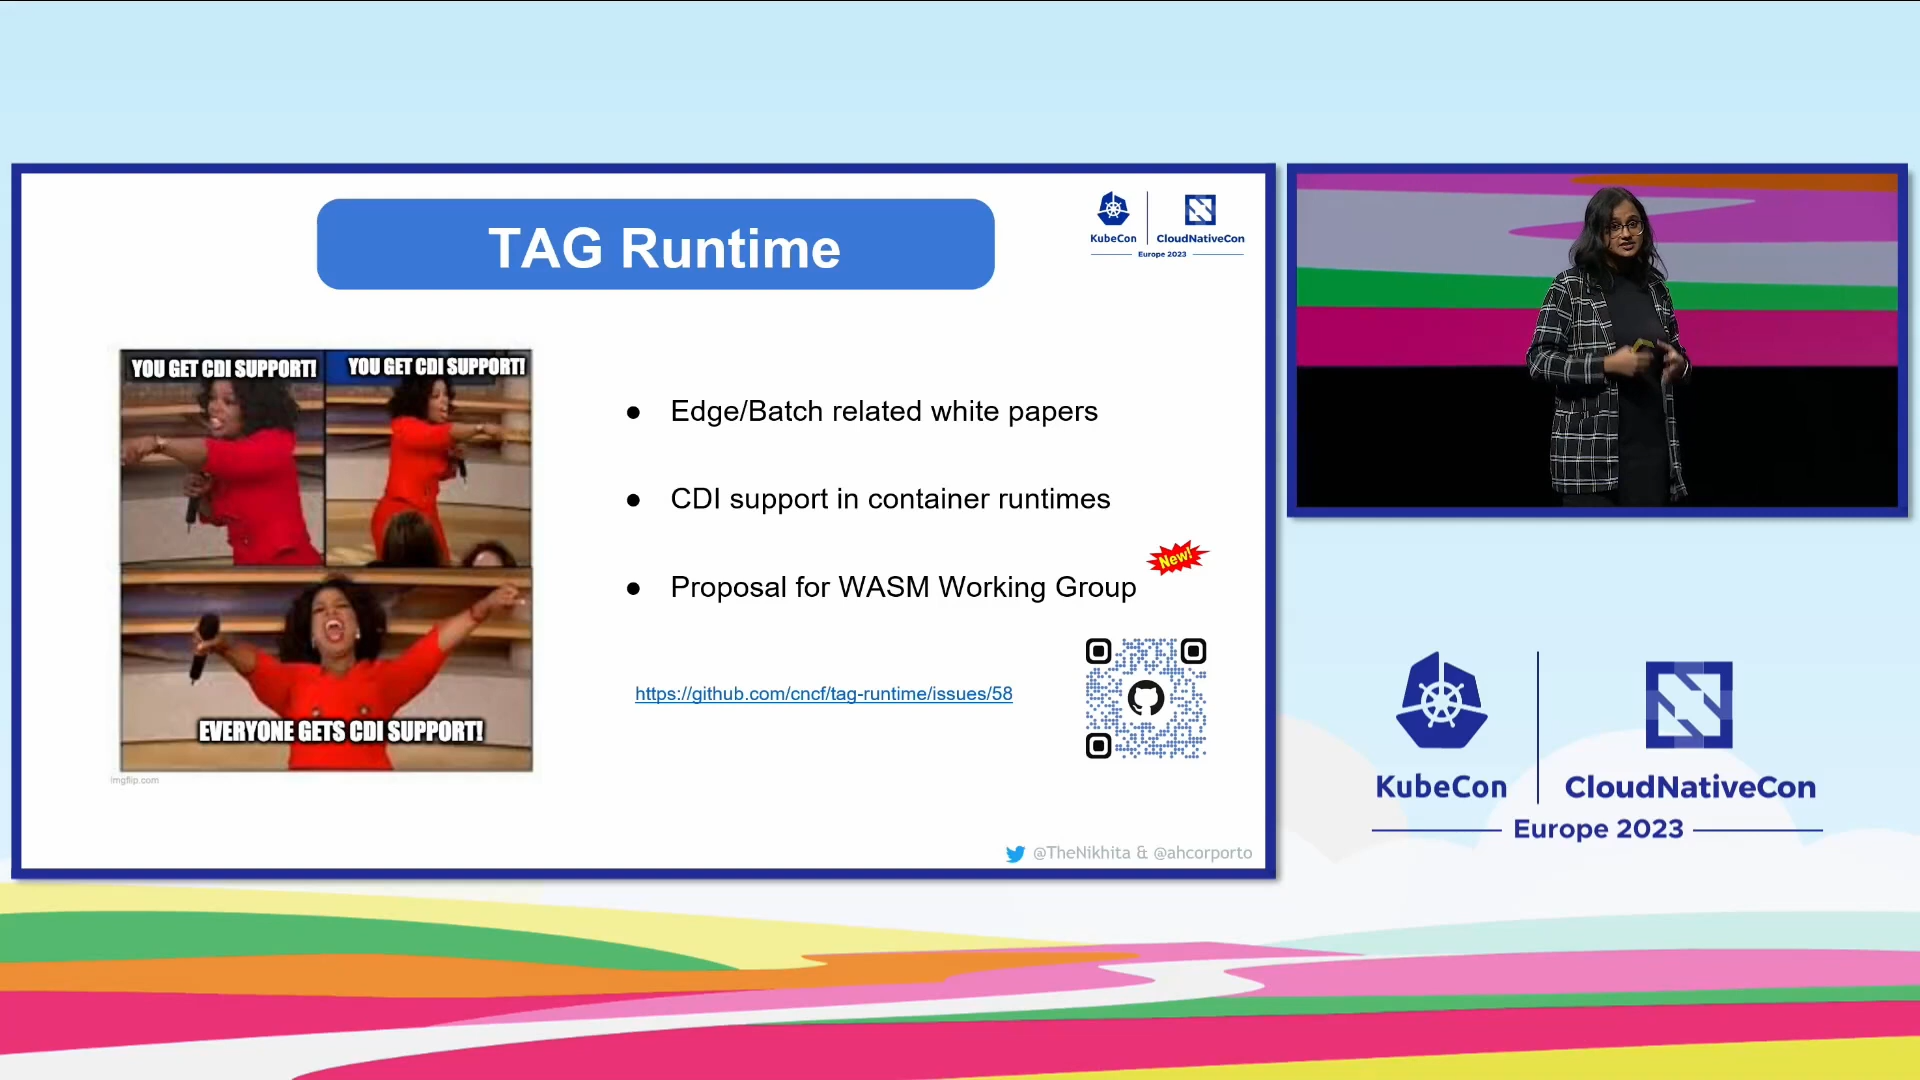 TAG Runtime
KubeCon
CloudNativeCon
Europe 2023
YOU GET CDI SUPPORT!
YOU GET CDI SUPPORT!
EVERYONE GETS CDI SUPPORT!
imgflip.com
● Edge/Batch related white papers
● CDI support in container runtimes
New!
● Proposal for WASM Working Group
https://github.com/cncf/tag-runtime/issues/58
@TheNikhita & @ahcorporto
KubeCon
CloudNativeCon
Europe 2023